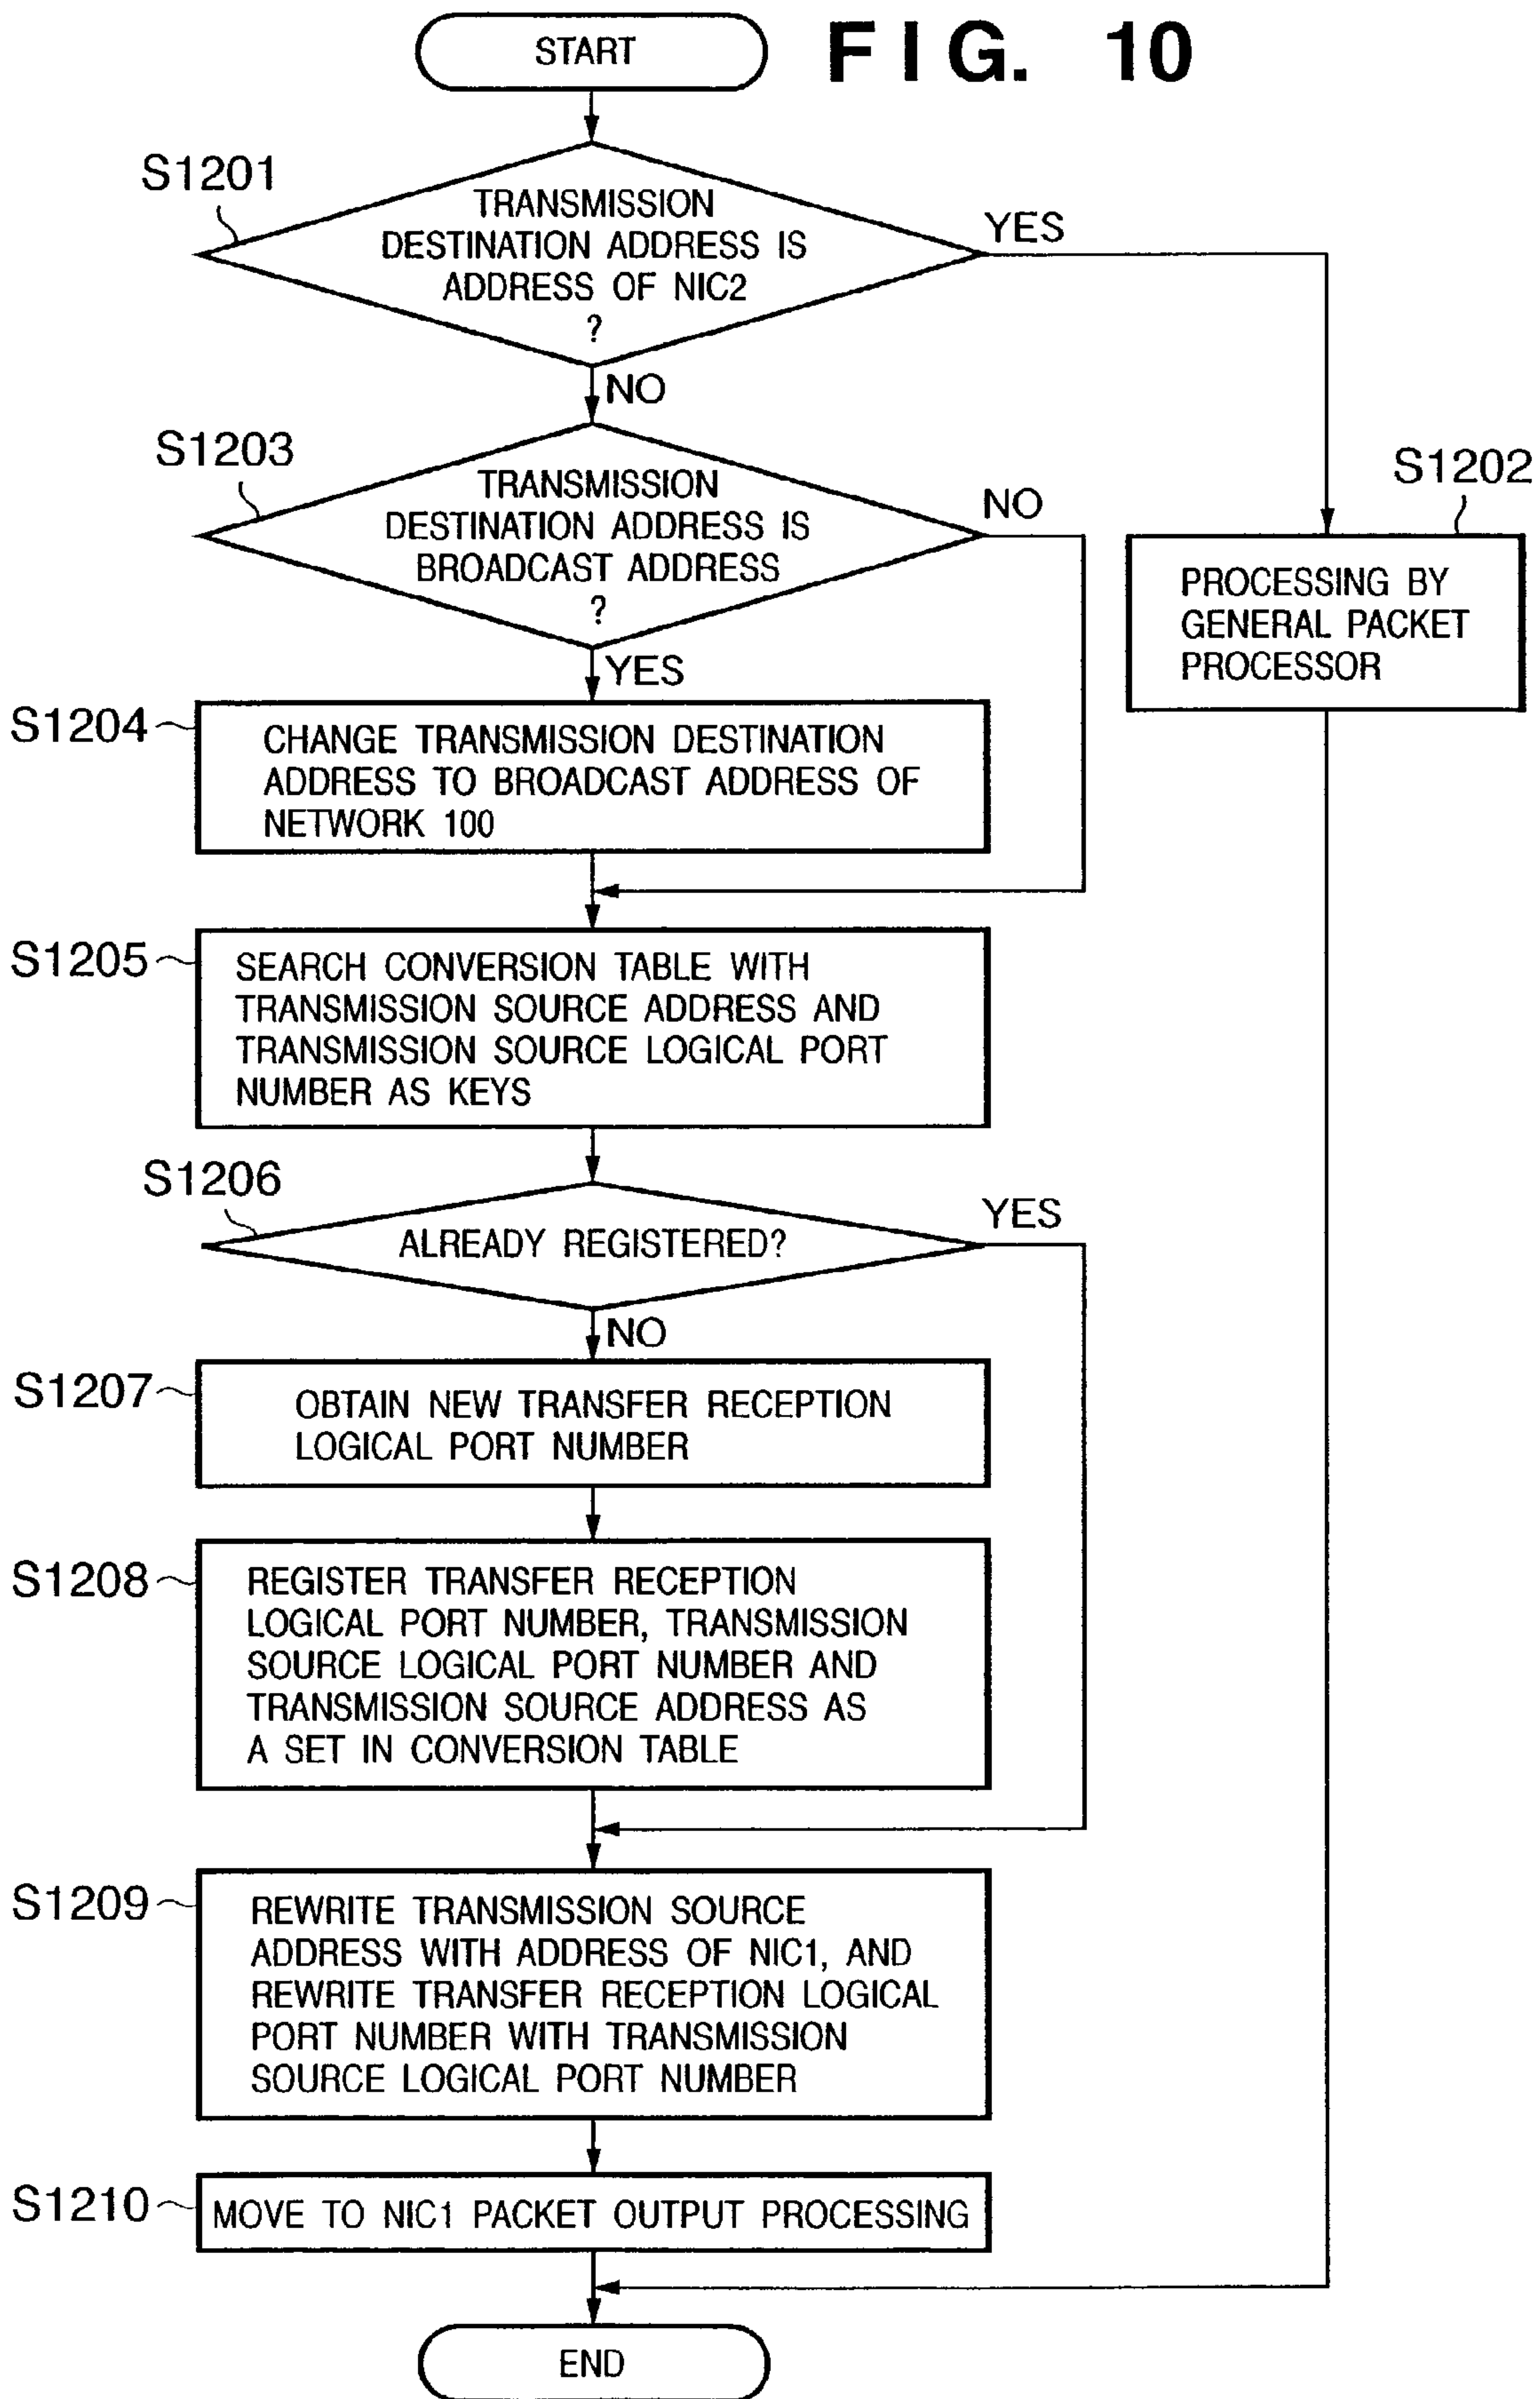 START
FIG. 10
S1201
TRANSMISSION
DESTINATION ADDRESS IS
ADDRESS OF NIC2
?
YES
NO
S1203
TRANSMISSION
DESTINATION ADDRESS IS
BROADCAST ADDRESS
?
NO
YES
S1202
PROCESSING BY
GENERAL PACKET
PROCESSOR
S1204
CHANGE TRANSMISSION DESTINATION
ADDRESS TO BROADCAST ADDRESS OF
NETWORK 100
S1205
SEARCH CONVERSION TABLE WITH
TRANSMISSION SOURCE ADDRESS AND
TRANSMISSION SOURCE LOGICAL PORT
NUMBER AS KEYS
S1206
ALREADY REGISTERED?
YES
NO
S1207
OBTAIN NEW TRANSFER RECEPTION
LOGICAL PORT NUMBER
S1208
REGISTER TRANSFER RECEPTION
LOGICAL PORT NUMBER, TRANSMISSION
SOURCE LOGICAL PORT NUMBER AND
TRANSMISSION SOURCE ADDRESS AS
A SET IN CONVERSION TABLE
S1209
REWRITE TRANSMISSION SOURCE
ADDRESS WITH ADDRESS OF NIC1, AND
REWRITE TRANSFER RECEPTION LOGICAL
PORT NUMBER WITH TRANSMISSION
SOURCE LOGICAL PORT NUMBER
S1210
MOVE TO NIC1 PACKET OUTPUT PROCESSING
END